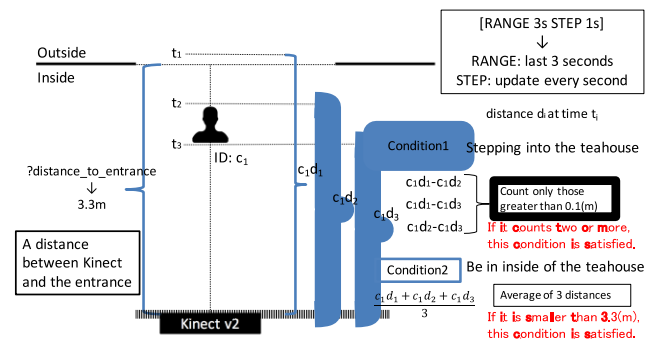 [RANGE 3s STEP 1s]
↓
RANGE: last 3 seconds
STEP: update every second
Outside
Inside
t₁
t₂
t₃
ID: c₁
?distance_to_entrance
↓
3.3m
A distance
between Kinect
and the entrance
Kinect v2
c₁d₁
c₁d₂
c₁d₃
distance dᵢ at time tᵢ
Condition1
Stepping into the teahouse
c₁d₁-c₁d₂
c₁d₁-c₁d₃
c₁d₂-c₁d₃
Count only those
greater than 0.1(m)
If it counts two or more,
this condition is satisfied.
Condition2
Be in inside of the teahouse
c₁d₁ + c₁d₂ + c₁d₃
3
Average of 3 distances
If it is smaller than 3.3(m),
this condition is satisfied.